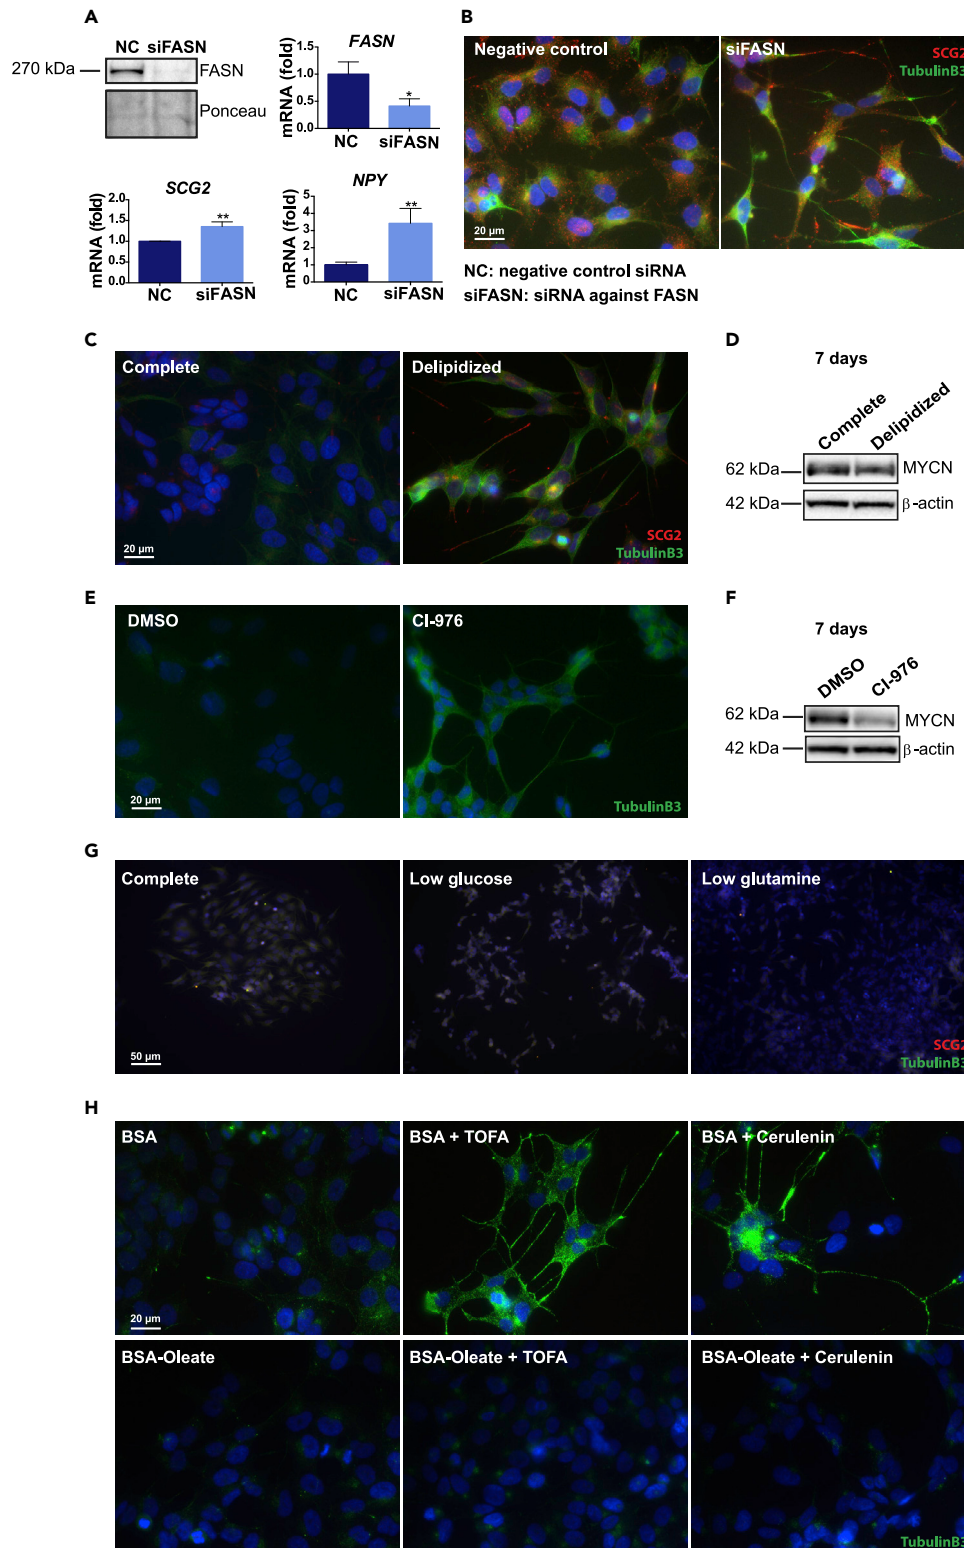 A
NC siFASN
270 kDa
FASN
Ponceau
FASN
mRNA (fold)
1.5
1.0
0.5
0.0
*
NC
siFASN
SCG2
mRNA (fold)
2.0
1.5
1.0
0.5
0.0
**
NC
siFASN
NPY
mRNA (fold)
5
4
3
2
1
0
**
NC
siFASN
B
Negative control
20 µm
siFASN
SCG2
TubulinB3
NC: negative control siRNA
siFASN: siRNA against FASN
C
Complete
20 µm
Delipidized
SCG2
TubulinB3
D
7 days
Complete
Delipidized
62 kDa
MYCN
42 kDa
β-actin
E
DMSO
20 µm
CI-976
TubulinB3
F
7 days
DMSO
CI-976
62 kDa
MYCN
42 kDa
β-actin
G
Complete
50 µm
Low glucose
Low glutamine
SCG2
TubulinB3
H
BSA
20 µm
BSA + TOFA
BSA + Cerulenin
BSA-Oleate
BSA-Oleate + TOFA
BSA-Oleate + Cerulenin
TubulinB3